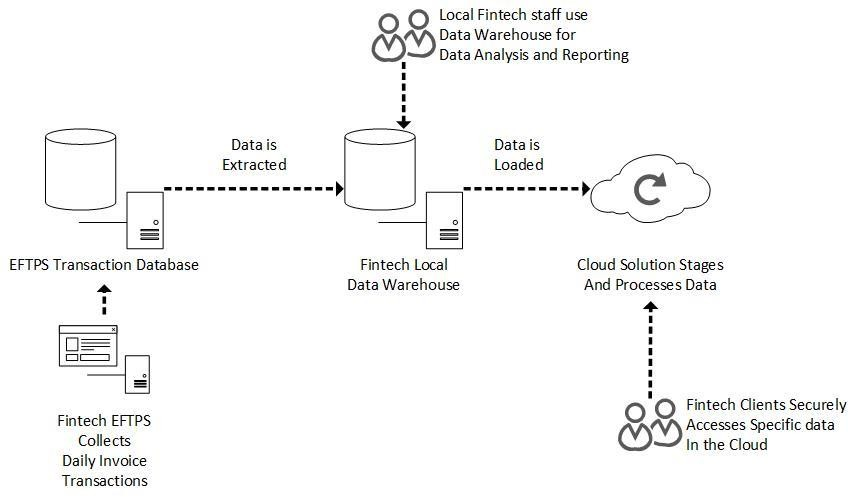 Local Fintech staff use
Data Warehouse for
Data Analysis and Reporting
Data is
Extracted
Data is
Loaded
EFTPS Transaction Database
Fintech Local
Data Warehouse
Cloud Solution Stages
And Processes Data
Fintech EFTPS
Collects
Daily Invoice
Transactions
Fintech Clients Securely
Accesses Specific data
In the Cloud